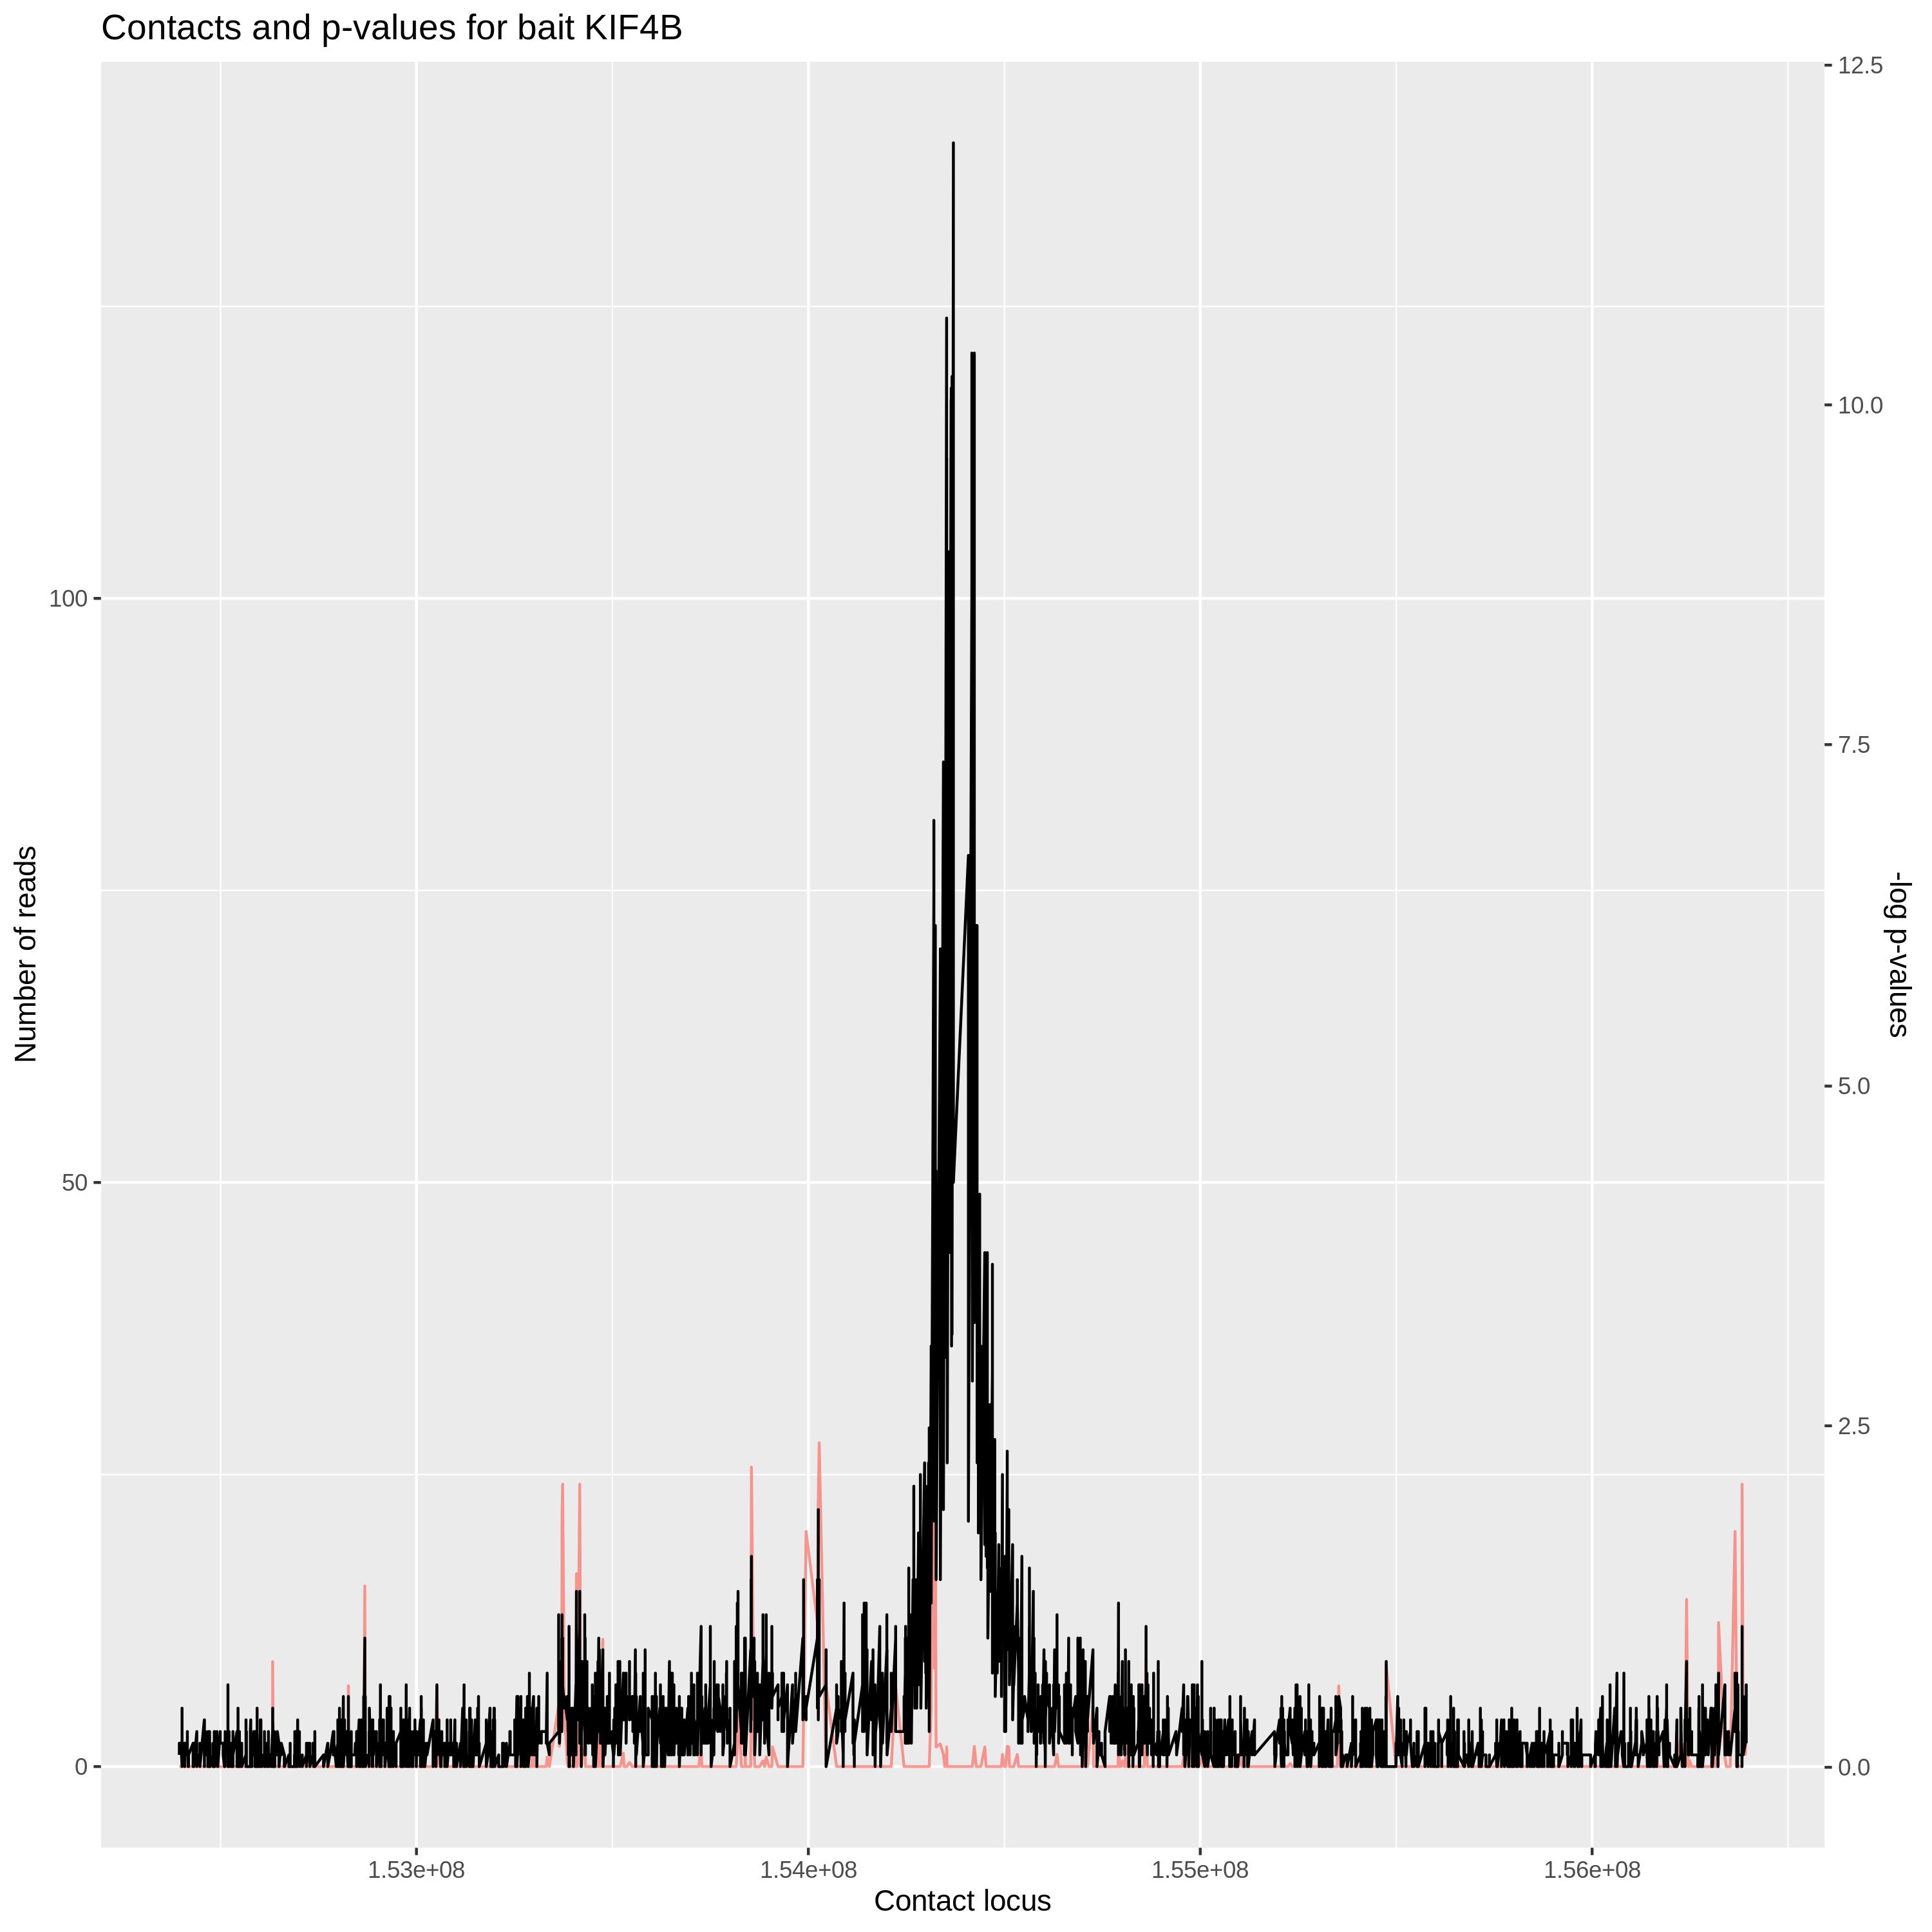 Contacts and p-values for bait KIF4B
12.5
10.0
100
7.5
Number of reads
-log p-values
5.0
50
2.5
0
0.0
1.53e+08
1.54e+08
1.55e+08
1.56e+08
Contact locus